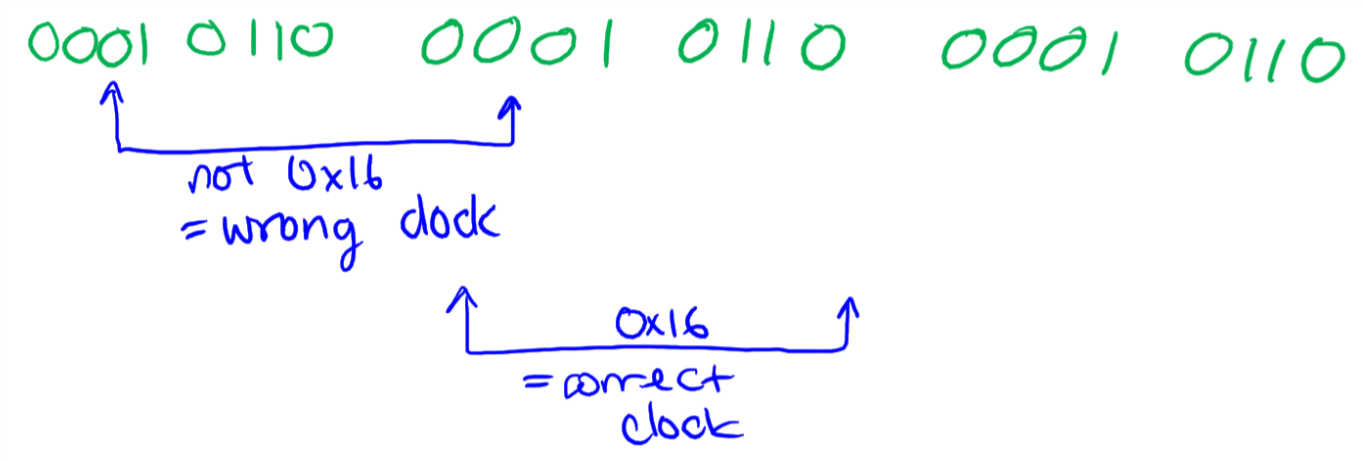 0001 0110 0001 0110 0001 0110
not 0x16
= wrong clock
0x16
= correct
clock